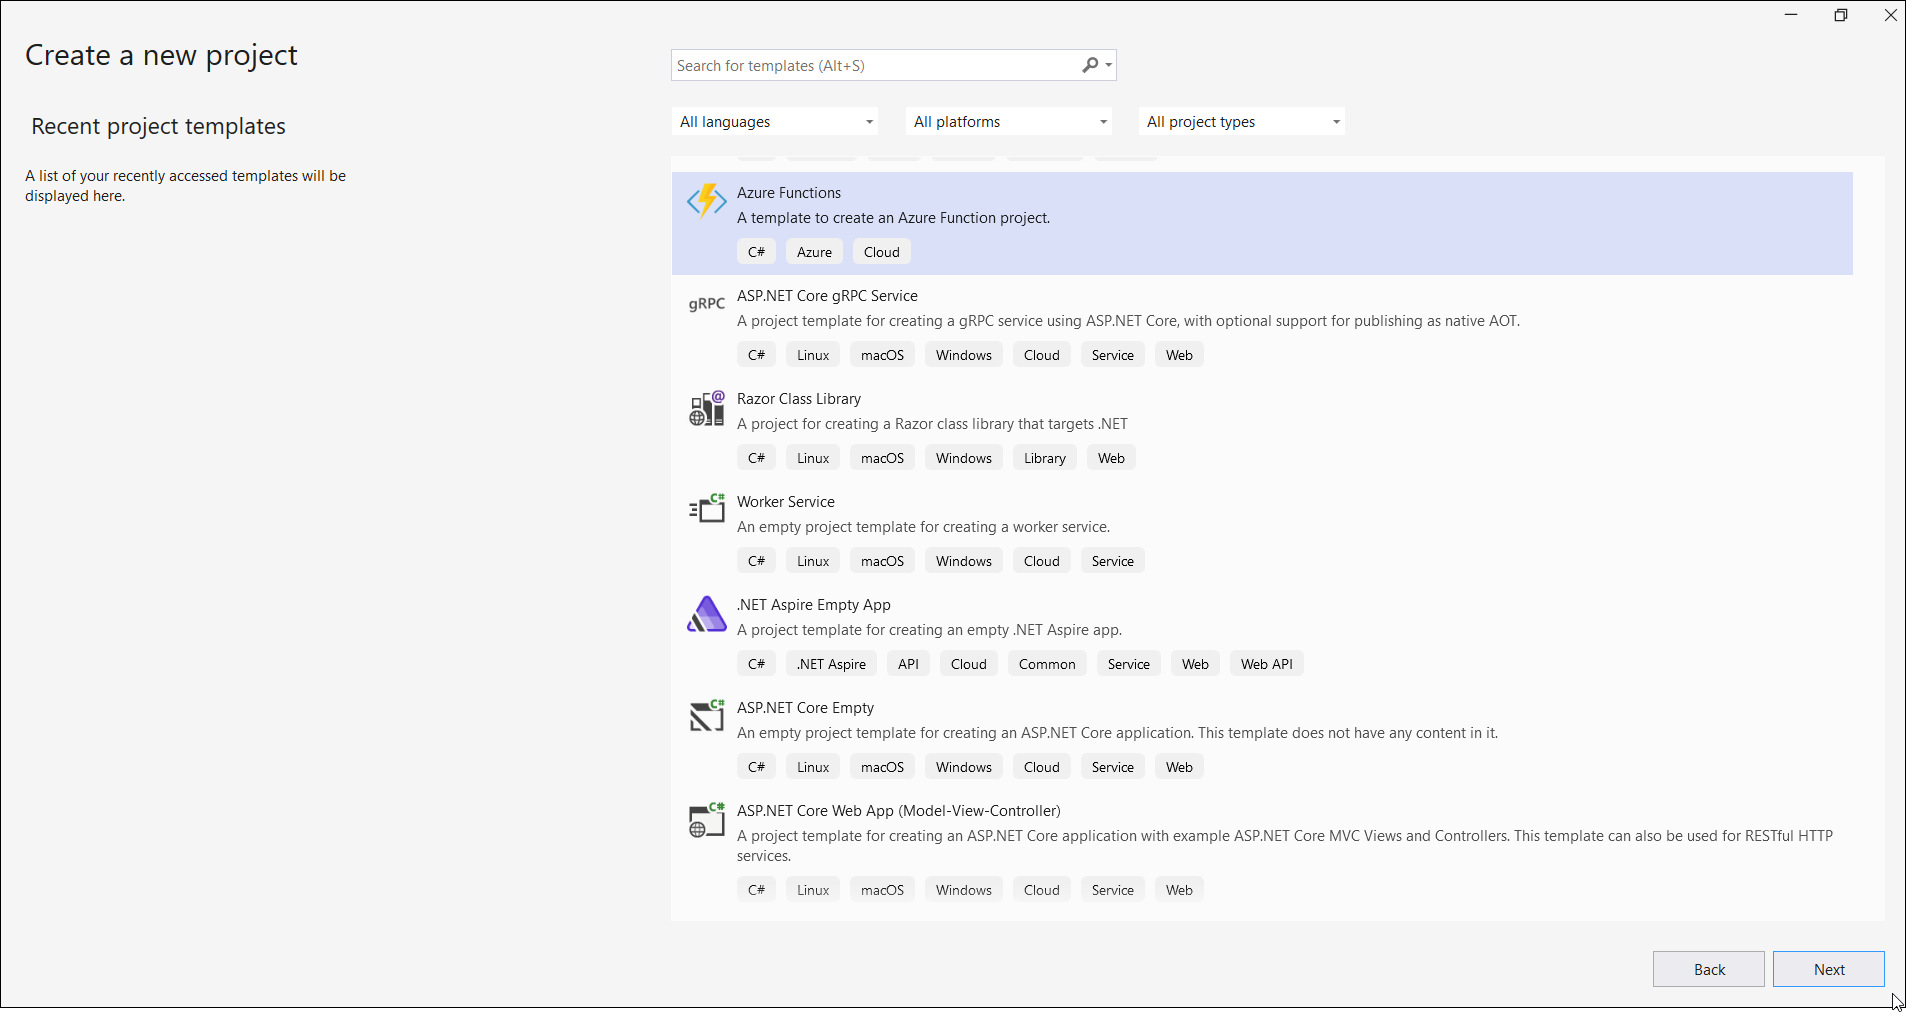 Create a new project
Search for templates (Alt+S)
Recent project templates
All languages
All platforms
All project types
A list of your recently accessed templates will be
displayed here.
Azure Functions
A template to create an Azure Function project.
C# Azure Cloud
gRPC
ASP.NET Core gRPC Service
A project template for creating a gRPC service using ASP.NET Core, with optional support for publishing as native AOT.
C# Linux macOS Windows Cloud Service Web
@
Razor Class Library
A project for creating a Razor class library that targets .NET
C# Linux macOS Windows Library Web
C#
Worker Service
An empty project template for creating a worker service.
C# Linux macOS Windows Cloud Service
.NET Aspire Empty App
A project template for creating an empty .NET Aspire app.
C# .NET Aspire API Cloud Common Service Web Web API
C#
ASP.NET Core Empty
An empty project template for creating an ASP.NET Core application. This template does not have any content in it.
C# Linux macOS Windows Cloud Service Web
C#
ASP.NET Core Web App (Model-View-Controller)
A project template for creating an ASP.NET Core application with example ASP.NET Core MVC Views and Controllers. This template can also be used for RESTful HTTP
services.
C# Linux macOS Windows Cloud Service Web
Back
Next